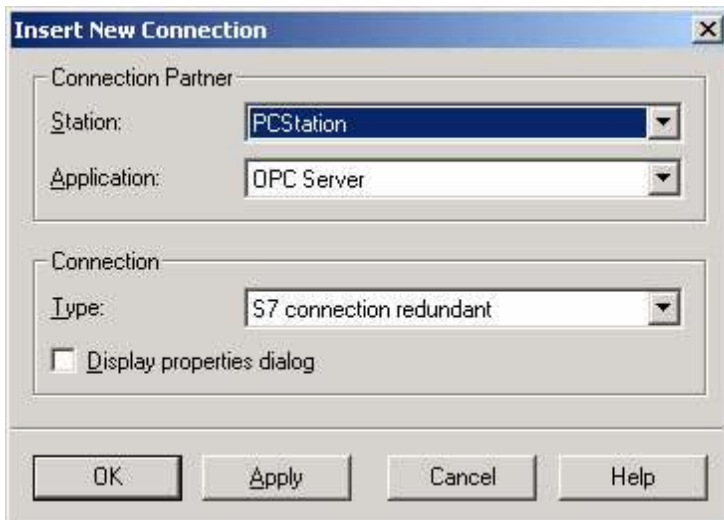 Insert New Connection
Connection Partner
Station: PCStation
Application: OPC Server
Connection
Type: S7 connection redundant
Display properties dialog
OK Apply Cancel Help